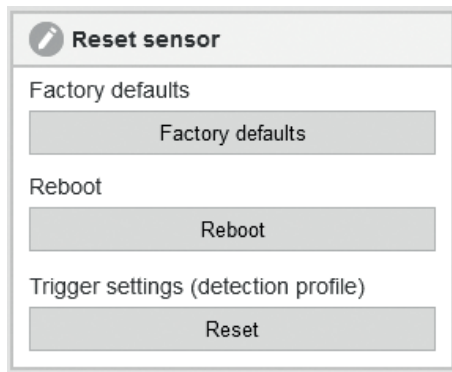 Reset sensor
Factory defaults
Factory defaults
Reboot
Reboot
Trigger settings (detection profile)
Reset